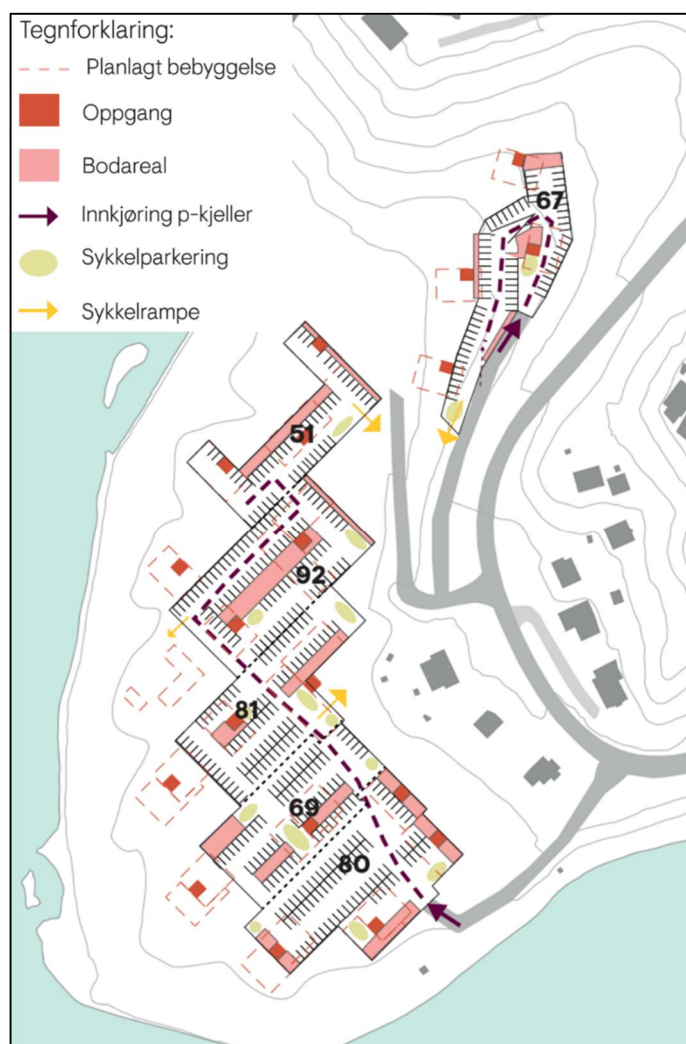 Tegnforklaring:
Planlagt bebyggelse
Oppgang
Bodareal
Innkjøring p-kjeller
Sykkelparkering
Sykkelrampe
67
51
92
81
69
80